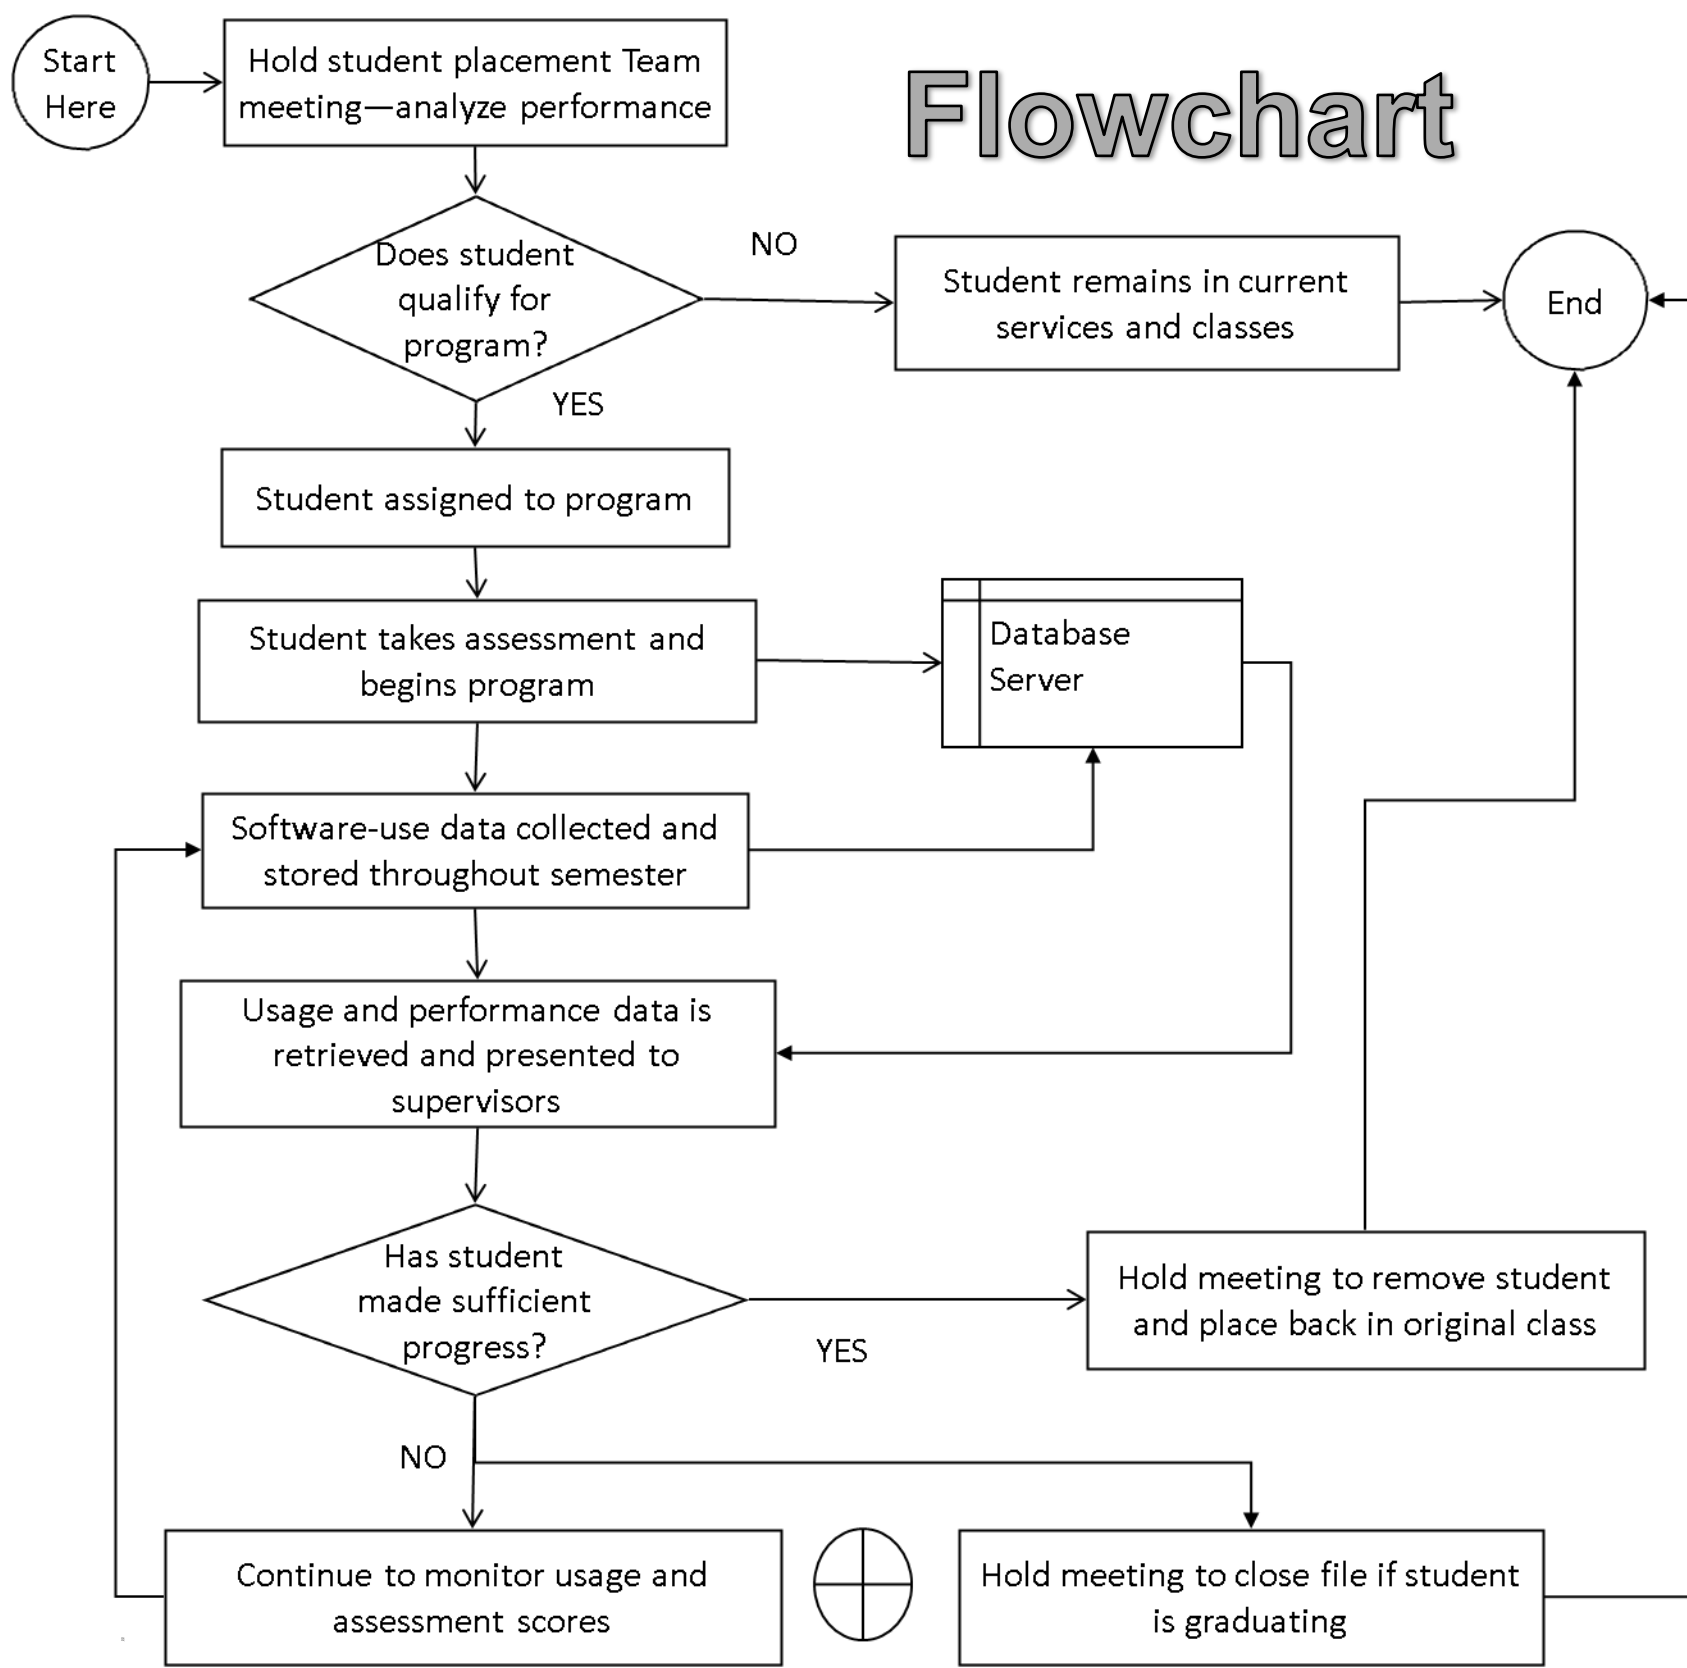 Start
Here
Hold student placement Team
meeting—analyze performance
Flowchart
Does student
qualify for
program?
NO
Student remains in current
services and classes
End
YES
Student assigned to program
Student takes assessment and
begins program
Database
Server
Software-use data collected and
stored throughout semester
Usage and performance data is
retrieved and presented to
supervisors
Has student
made sufficient
progress?
YES
Hold meeting to remove student
and place back in original class
NO
Continue to monitor usage and
assessment scores
Hold meeting to close file if student
is graduating